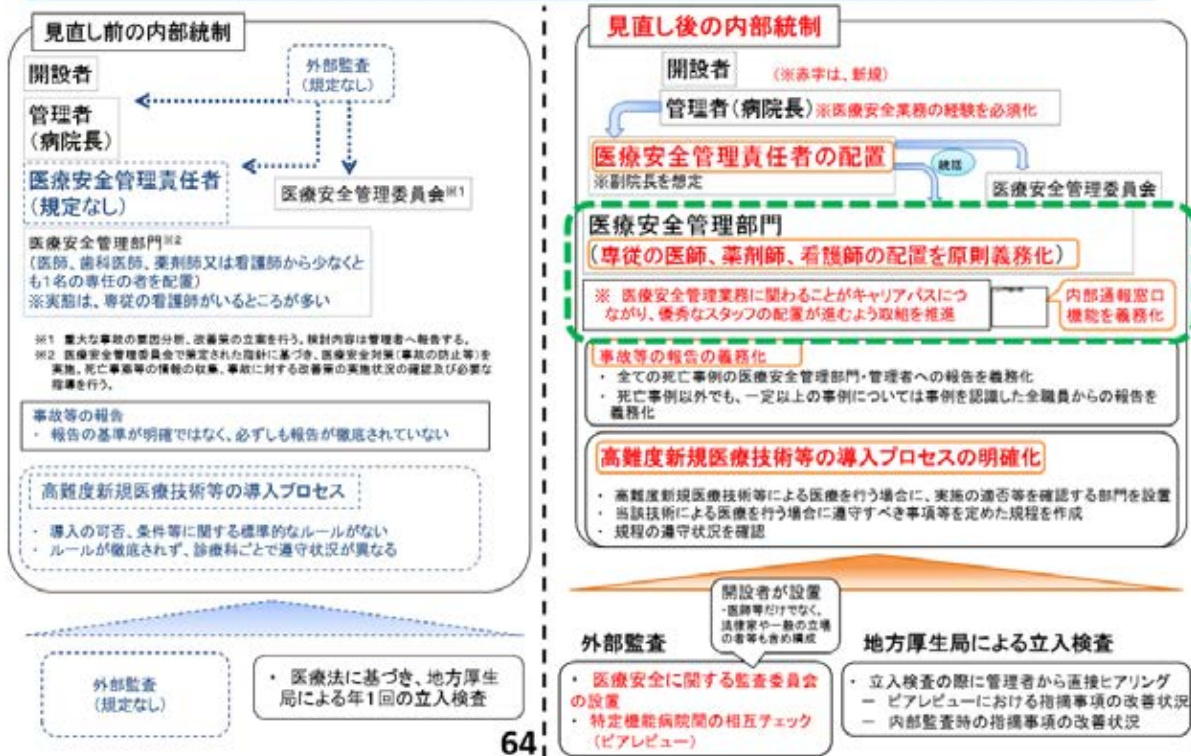 見直し前の内部統制
開設者
外部監査
(規定なし)
管理者
(病院長)
医療安全管理責任者
(規定なし)
医療安全管理委員会※1
医療安全管理部門※2
(医師、歯科医師、薬剤師又は看護師から少なくと
も1名の専任の者を配置)
※実態は、専従の看護師がいるところが多い
※1 重大な事故の要因分析、改善策の立案を行う。検討内容は管理者へ報告する。
※2 医療安全管理委員会で策定された指針に基づき、医療安全対策(事故の防止等)を
実施。死亡事案等の情報の収集、事故に対する改善策の実施状況の確認及び必要な
指導を行う。
事故等の報告
・ 報告の基準が明確ではなく、必ずしも報告が徹底されていない
高難度新規医療技術等の導入プロセス
・ 導入の可否、条件等に関する標準的なルールがない
・ ルールが徹底されず、診療科ごとで遵守状況が異なる
外部監査
(規定なし)
・ 医療法に基づき、地方厚生
局による年1回の立入検査
64
見直し後の内部統制
開設者
(※赤字は、新規)
管理者(病院長)※医療安全業務の経験を必須化
医療安全管理責任者の配置
※副院長を想定
統括
医療安全管理委員会
医療安全管理部門
(専従の医師、薬剤師、看護師の配置を原則義務化)
※ 医療安全管理業務に関わることがキャリアパスにつ
ながり、優秀なスタッフの配置が進むよう取組を推進
内部通報窓口
機能を義務化
事故等の報告の義務化
・ 全ての死亡事例の医療安全管理部門・管理者への報告を義務化
・ 死亡事例以外でも、一定以上の事例については事例を認識した全職員からの報告を
義務化
高難度新規医療技術等の導入プロセスの明確化
・ 高難度新規医療技術等による医療を行う場合に、実施の適否等を確認する部門を設置
・ 当該技術による医療を行う場合に遵守すべき事項等を定めた規程を作成
・ 規程の遵守状況を確認
開設者が設置
・医師等だけでなく、
法律家や一般の立場
の者等も含め構成
外部監査
・ 医療安全に関する監査委員会
の設置
・ 特定機能病院間の相互チェック
(ピアレビュー)
地方厚生局による立入検査
・ 立入検査の際に管理者から直接ヒアリング
− ピアレビューにおける指摘事項の改善状況
− 内部監査時の指摘事項の改善状況